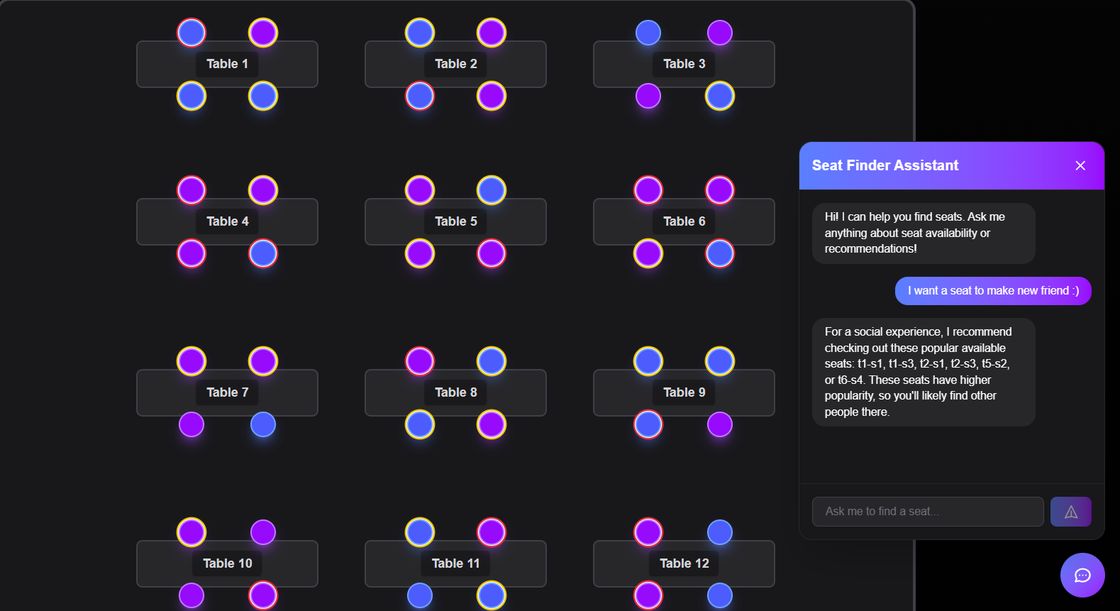 Table 1
Table 2
Table 3
Table 4
Table 5
Table 6
Table 7
Table 8
Table 9
Table 10
Table 11
Table 12
Seat Finder Assistant
Hi! I can help you find seats. Ask me
anything about seat availability or
recommendations!
I want a seat to make new friend :)
For a social experience, I recommend
checking out these popular available
seats: t1-s1, t1-s3, t2-s1, t2-s3, t5-s2,
or t6-s4. These seats have higher
popularity, so you'll likely find other
people there.
Ask me to find a seat...